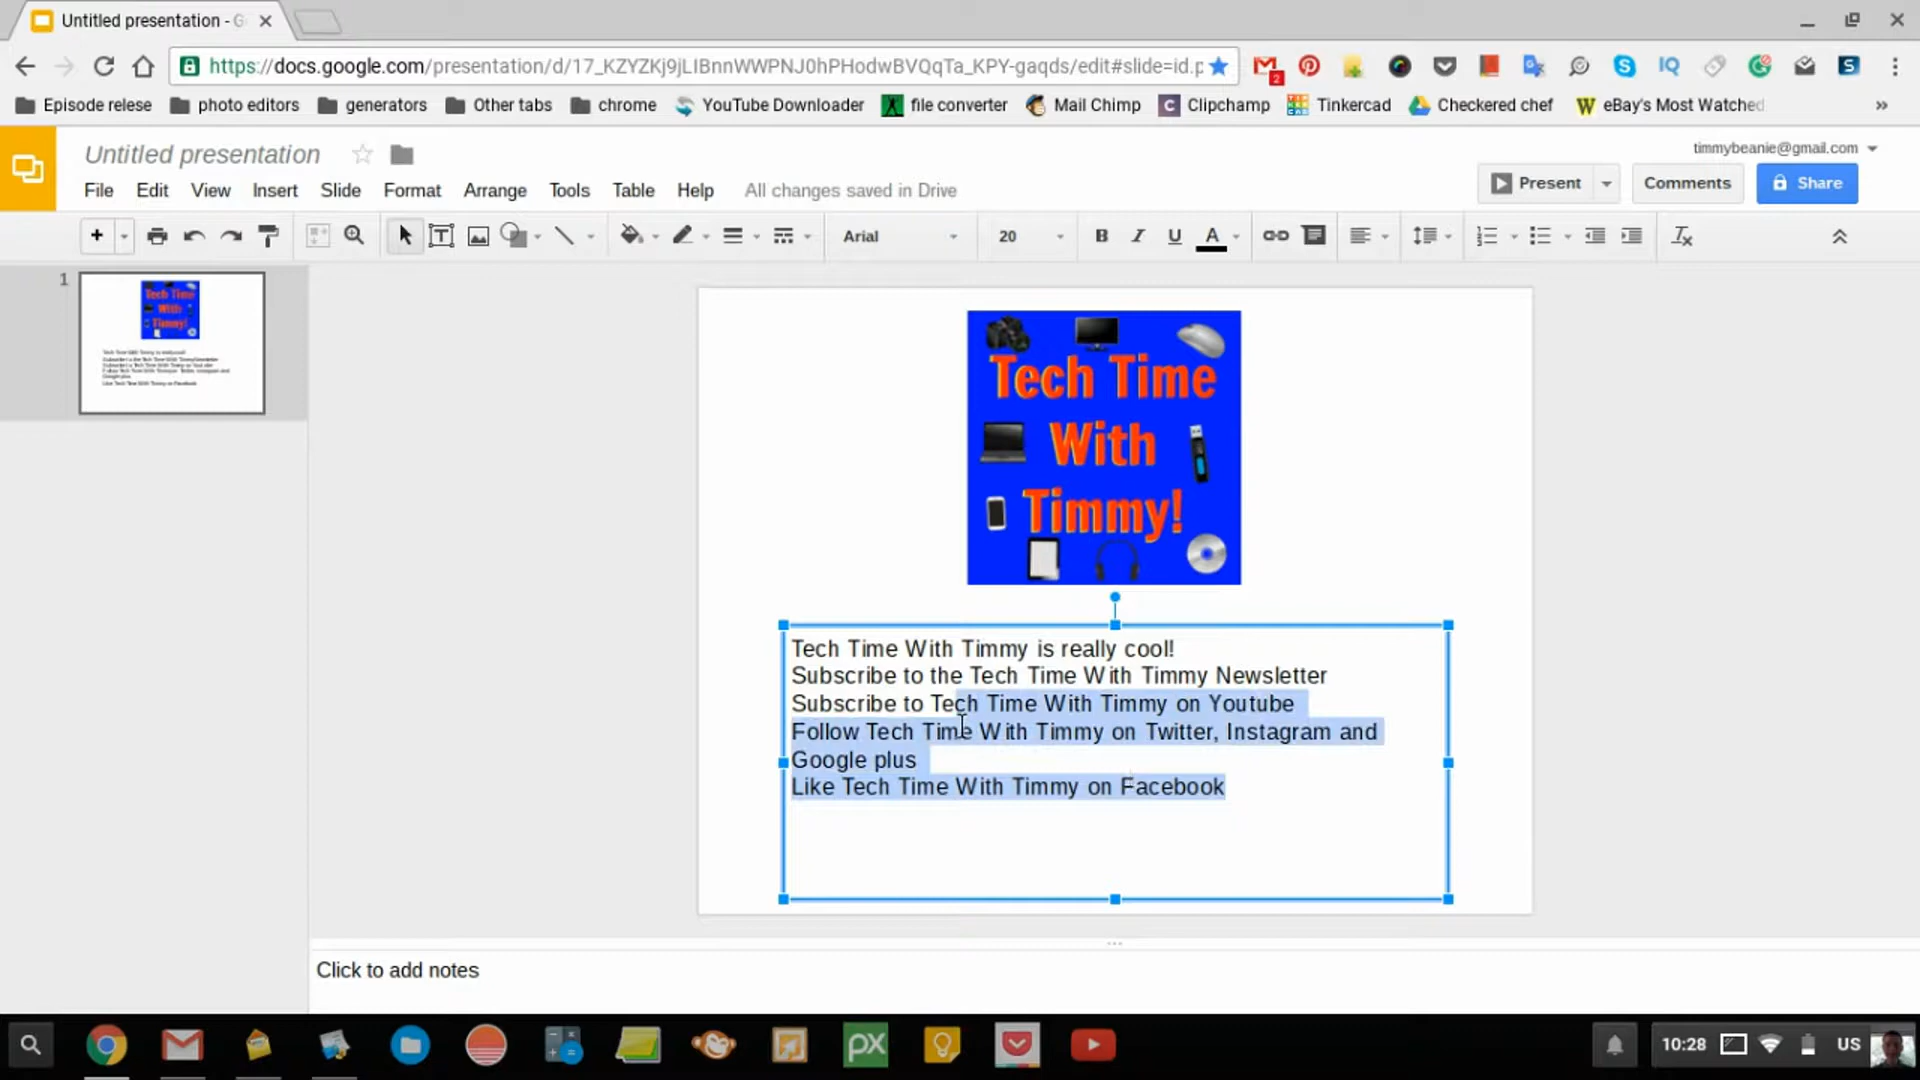 Untitled presentation - G
https://docs.google.com/presentation/d/17_KZYZKj9jLIBnnWWPNJ0hPHodwBVQqTa_KPY-gaqds/edit#slide=id.p
2
Episode relese photo editors generators Other tabs chrome YouTube Downloader file converter Mail Chimp Clipchamp Tinkercad Checkered chef eBay's Most Watched
Untitled presentation
timmybeanie@gmail.com
File Edit View Insert Slide Format Arrange Tools Table Help All changes saved in Drive
Present Comments Share
Arial 20 B I U A
1
Tech Time
With
Timmy!
Tech Time With Timmy is really cool!
Subscribe to the Tech Time With Timmy Newsletter
Subscribe to Tech Time With Timmy on Youtube
Follow Tech Time With Timmy on Twitter, Instagram and
Google plus
Like Tech Time With Timmy on Facebook
Click to add notes
px
10:28 US